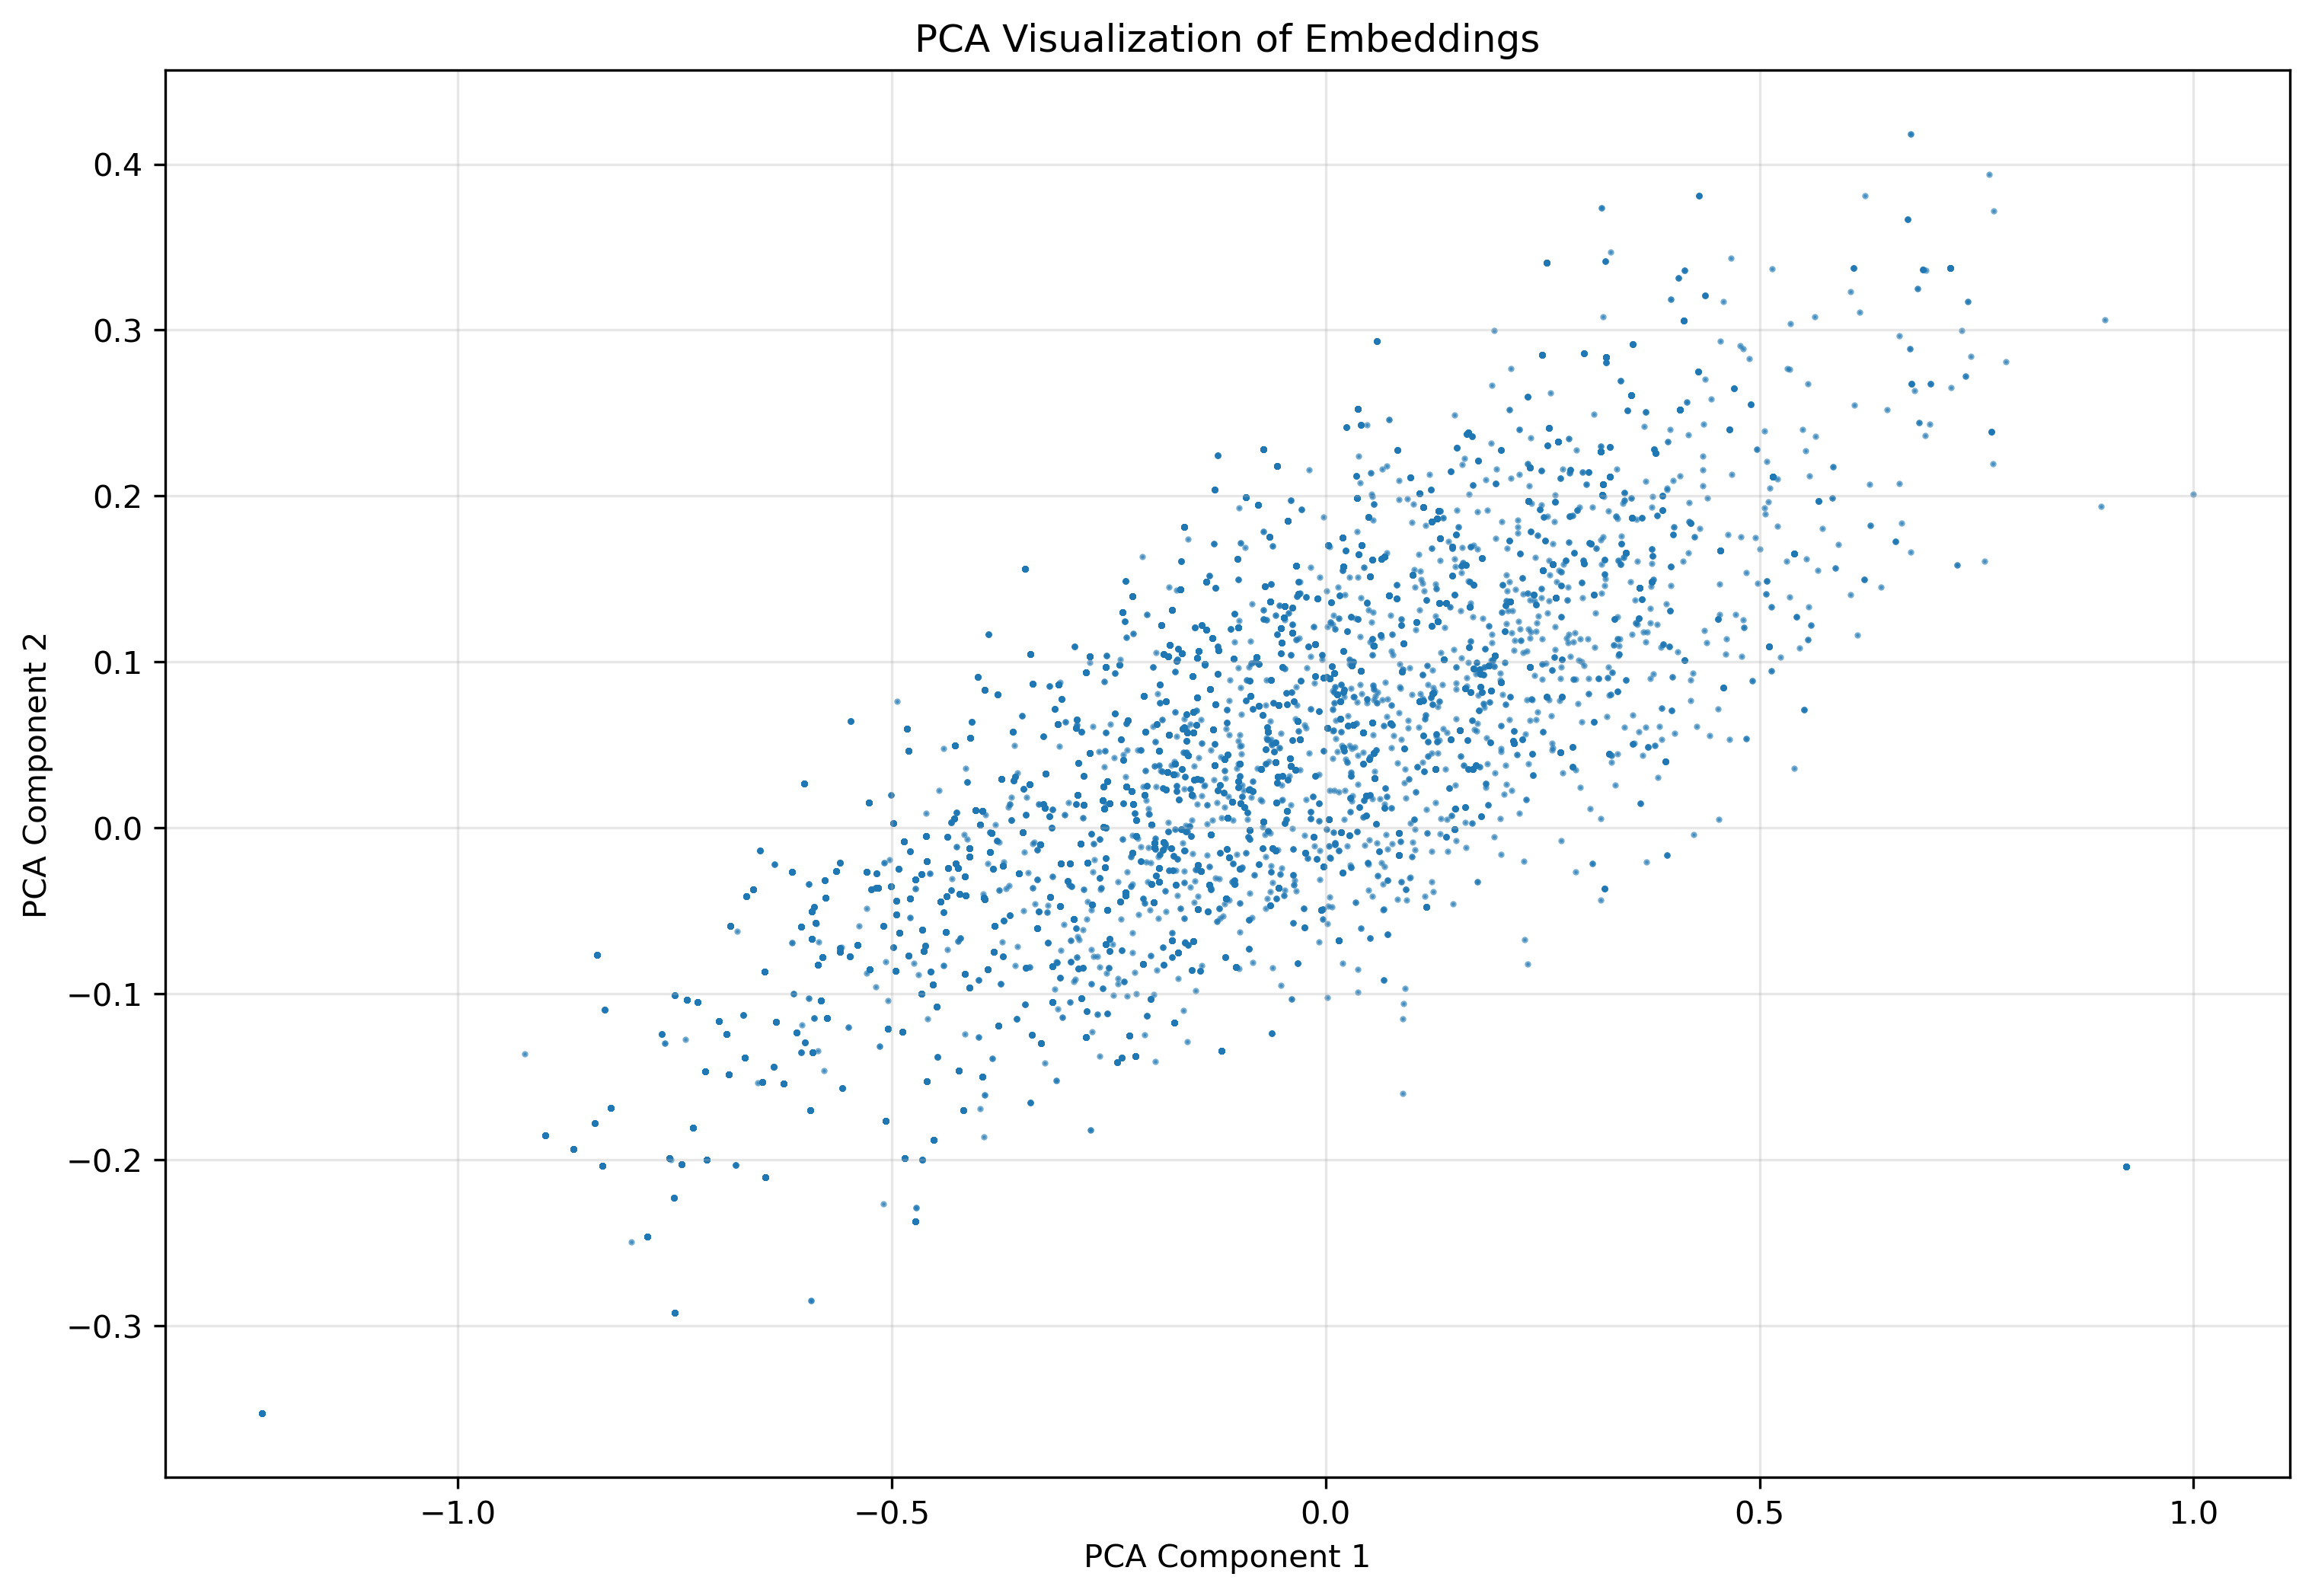 PCA Visualization of Embeddings
0.4
0.3
0.2
0.1
0.0
−0.1
−0.2
−0.3
PCA Component 2
−1.0 −0.5 0.0 0.5 1.0
PCA Component 1